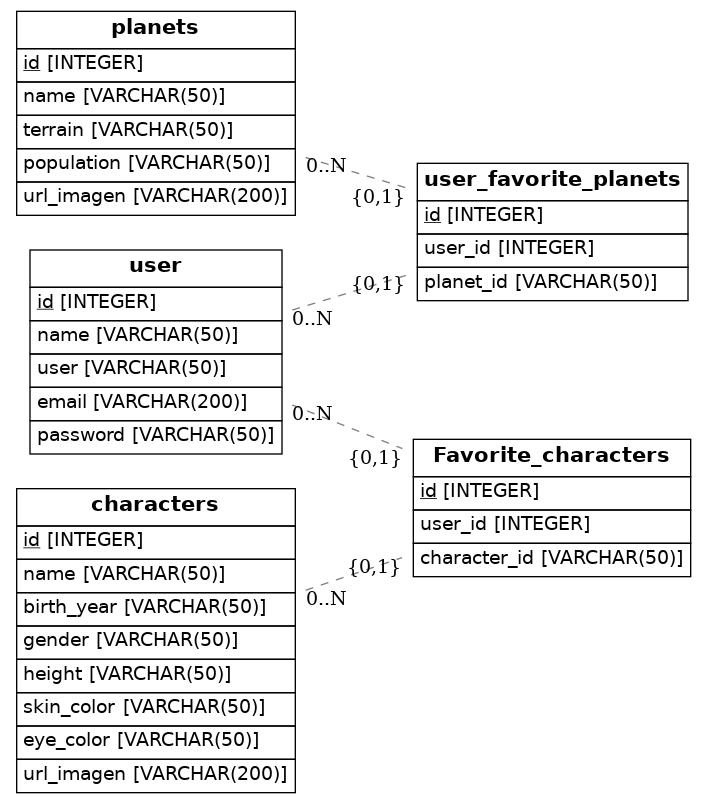 planets
id [INTEGER]
name [VARCHAR(50)]
terrain [VARCHAR(50)]
population [VARCHAR(50)]
url_imagen [VARCHAR(200)]
0..N
{0,1}
user_favorite_planets
id [INTEGER]
user_id [INTEGER]
planet_id [VARCHAR(50)]
user
id [INTEGER]
name [VARCHAR(50)]
user [VARCHAR(50)]
email [VARCHAR(200)]
password [VARCHAR(50)]
{0,1}
0..N
0..N
{0,1}
Favorite_characters
id [INTEGER]
user_id [INTEGER]
character_id [VARCHAR(50)]
characters
id [INTEGER]
name [VARCHAR(50)]
birth_year [VARCHAR(50)]
gender [VARCHAR(50)]
height [VARCHAR(50)]
skin_color [VARCHAR(50)]
eye_color [VARCHAR(50)]
url_imagen [VARCHAR(200)]
{0,1}
0..N